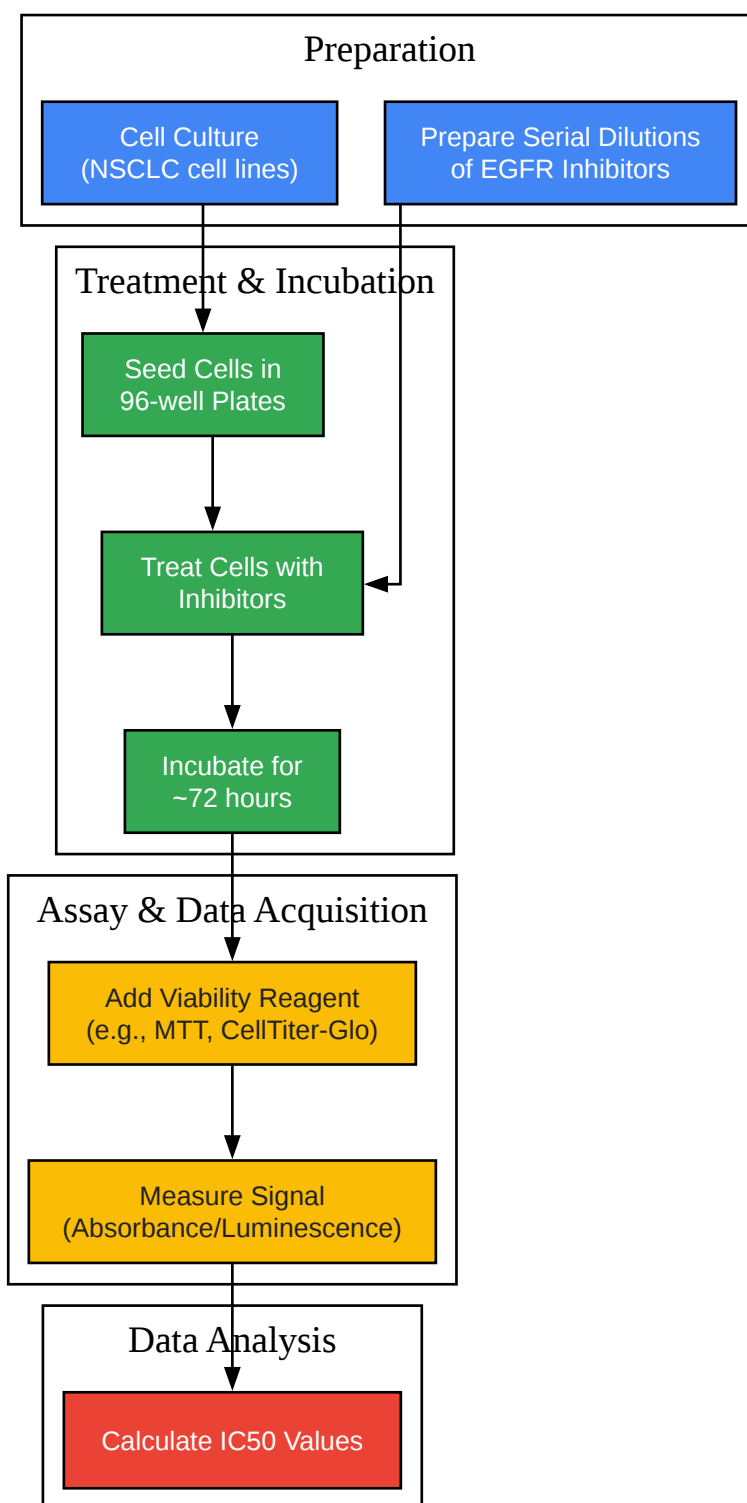 Preparation
Cell Culture
(NSCLC cell lines)
Prepare Serial Dilutions
of EGFR Inhibitors
Treatment & Incubation
Seed Cells in
96-well Plates
Treat Cells with
Inhibitors
Incubate for
~72 hours
Assay & Data Acquisition
Add Viability Reagent
(e.g., MTT, CellTiter-Glo)
Measure Signal
(Absorbance/Luminescence)
Data Analysis
Calculate IC50 Values